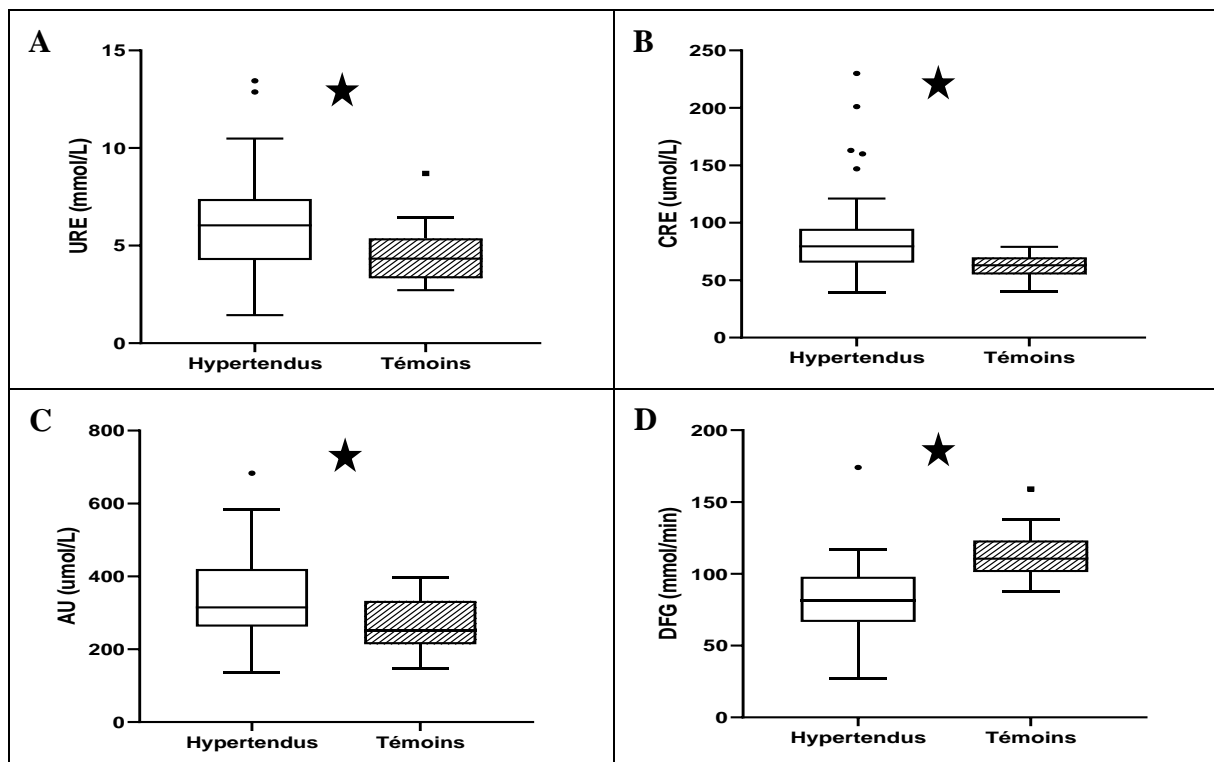 A
URE (mmol/L)
15
10
5
0
Hypertendus Témoins
B
CRE (umol/L)
250
200
150
100
50
0
Hypertendus Témoins
C
AU (umol/L)
800
600
400
200
0
Hypertendus Témoins
D
DFG (mmol/min)
200
150
100
50
0
Hypertendus Témoins